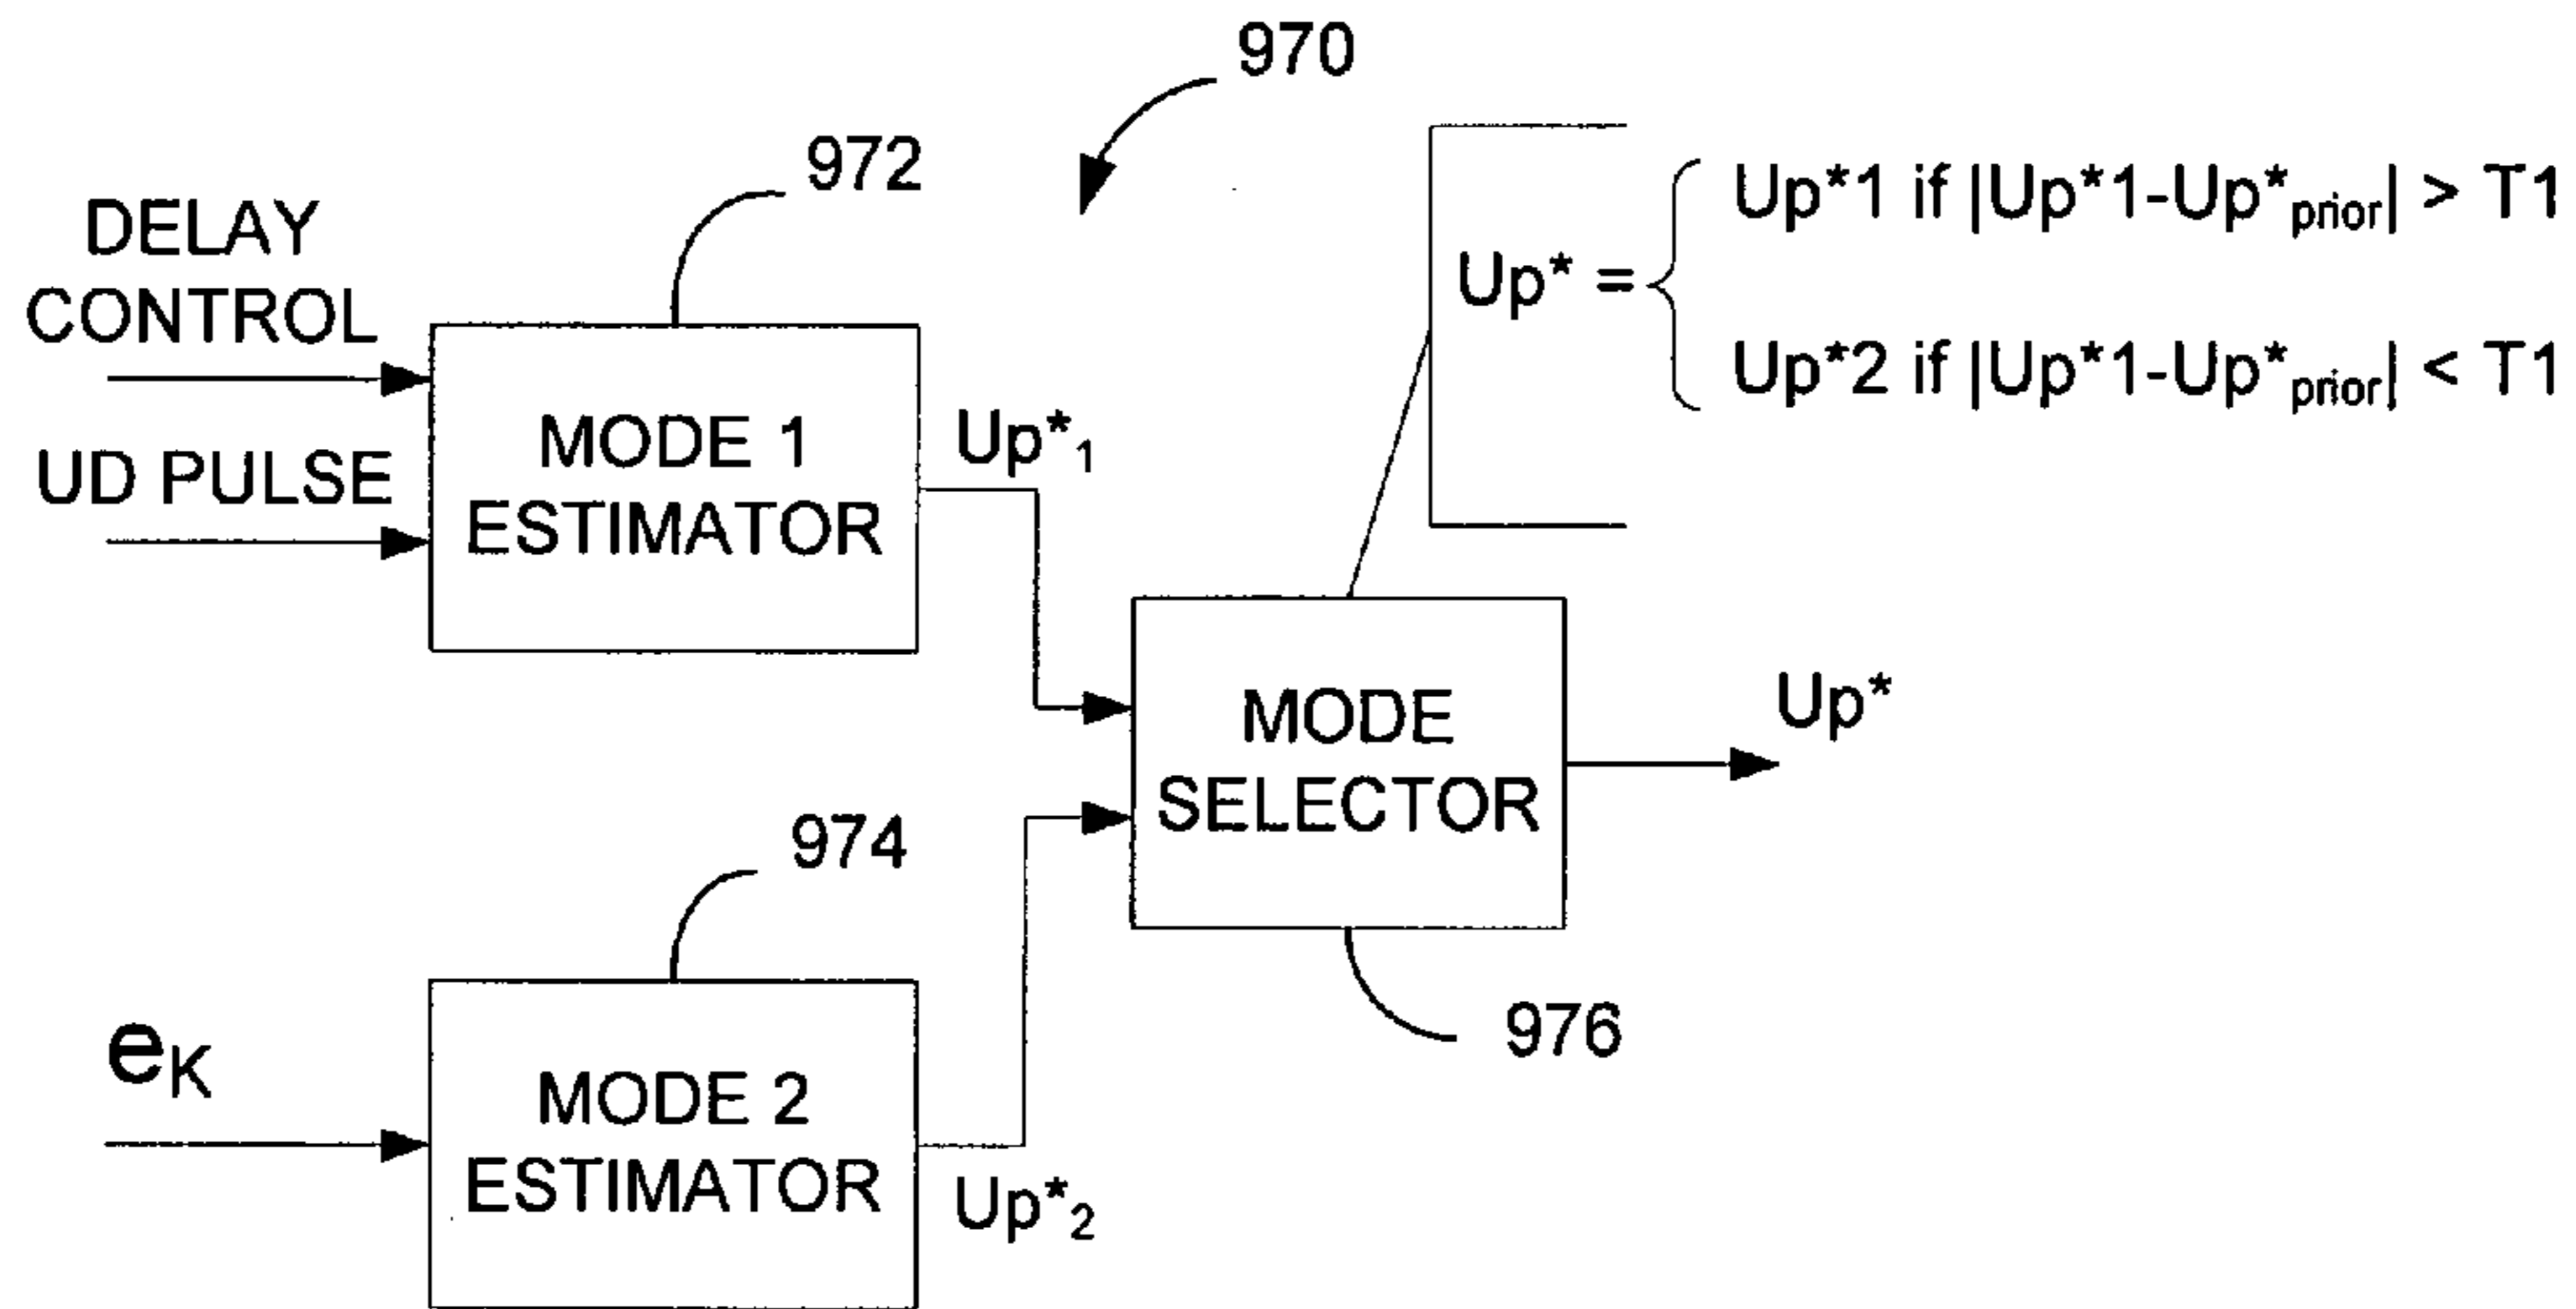 970
972
DELAY
CONTROL
UD PULSE
MODE 1
ESTIMATOR
Up*1
Up* =
Up*1 if |Up*1-Up*prior| > T1
Up*2 if |Up*1-Up*prior| < T1
MODE
SELECTOR
Up*
976
974
eK
MODE 2
ESTIMATOR
Up*2